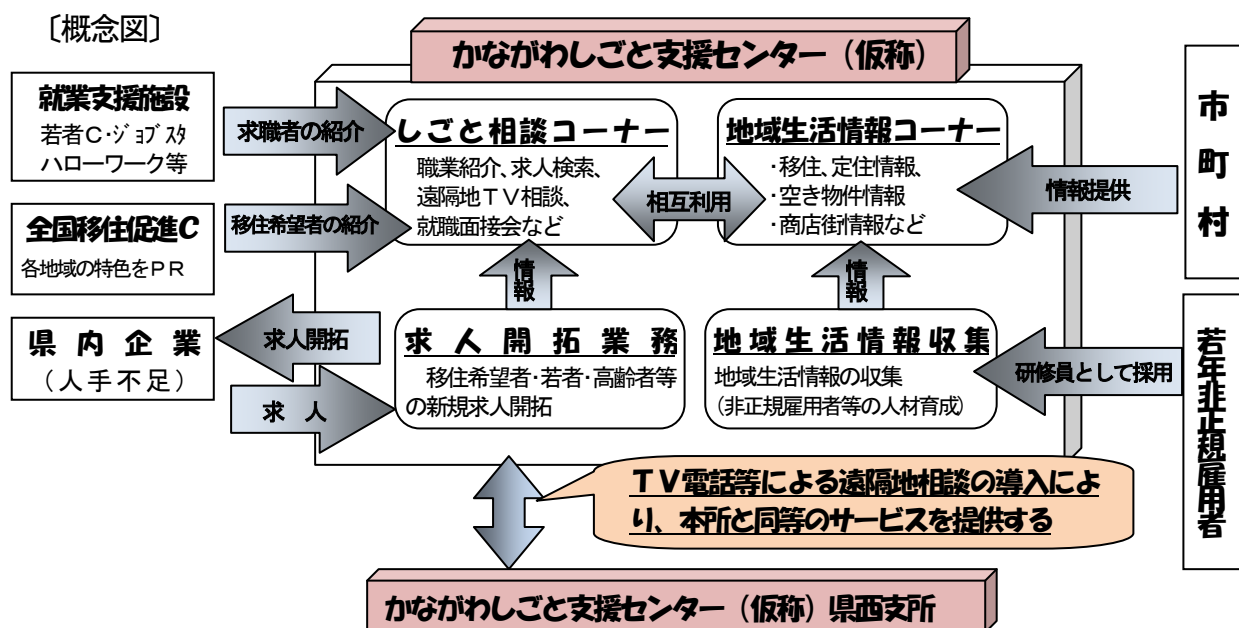 〔概念図〕
かながわしごと支援センター（仮称）
就業支援施設
若者C・ジョブスタ
ハローワーク等
求職者の紹介
全国移住促進C
各地域の特色をPR
移住希望者の紹介
県内企業
（人手不足）
求人開拓
求人
しごと相談コーナー
職業紹介、求人検索、
遠隔地TV相談、
就職面接会など
相互利用
地域生活情報コーナー
・移住、定住情報、
・空き物件情報
・商店街情報など
情報提供
市町村
情報
情報
求人開拓業務
移住希望者・若者・高齢者等
の新規求人開拓
地域生活情報収集
地域生活情報の収集
(非正規雇用者等の人材育成)
研修員として採用
若年非正規雇用者
TV電話等による遠隔地相談の導入によ
り、本所と同等のサービスを提供する
かながわしごと支援センター（仮称）県西支所